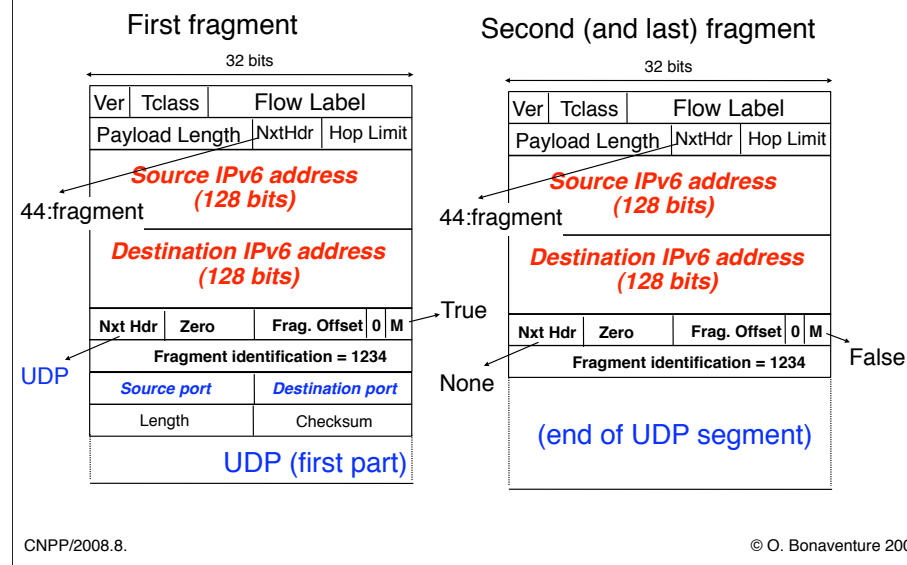 First fragment
32 bits
Ver Tclass Flow Label
Payload Length NxtHdr Hop Limit
Source IPv6 address
(128 bits)
44:fragment
Destination IPv6 address
(128 bits)
True
Nxt Hdr Zero Frag. Offset 0 M
Fragment identification = 1234
UDP
Source port Destination port
Length Checksum
UDP (first part)
Second (and last) fragment
32 bits
Ver Tclass Flow Label
Payload Length NxtHdr Hop Limit
Source IPv6 address
(128 bits)
44:fragment
Destination IPv6 address
(128 bits)
Nxt Hdr Zero Frag. Offset 0 M
False
Fragment identification = 1234
None
(end of UDP segment)
CNPP/2008.8.
© O. Bonaventure 200